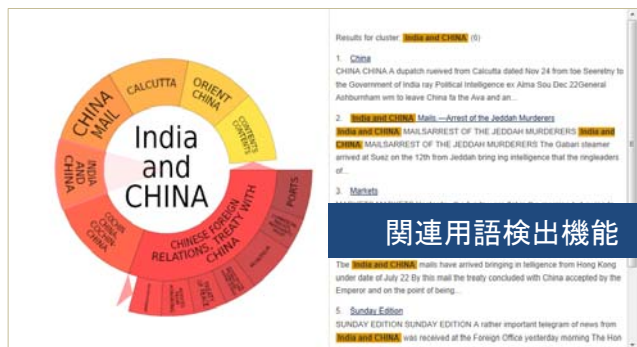 India
and
CHINA
CHINA
MAIL
CALCUTTA
ORIENT
CHINA
CONTENTS
CONTENTS
INDIA
AND
CHINA
COCHIN
CHINA,
COCHIN-
CHINA
CHINESE FOREIGN
RELATIONS, TREATY WITH
CHINA
PORTS
Results for cluster: India and CHINA (6)
1. China
CHINA CHINA A dupatch rueived from Calcutta dated Nov 24 from toe Seeretny to
the Government of India ray Political Intelligence ex Alma Sou Dec 22General
Ashburnham wm to leave China fa the Ava and an...
2. India and CHINA Mails.—Arrest of the Jeddah Murderers
India and CHINA MAILSARREST OF THE JEDDAH MURDERERS India and
CHINA MAILSARREST OF THE JEDDAH MURDERERS The Gaban steamer
arrived at Suez on the 12th from Jeddah bring ing intelligence that the ringleaders
of...
3. Markets
関連用語検出機能
Tbe India and CHINA mails have arrived bringing in telligence from Hong Kong
under date of July 22 By this mail the treaty concluded with China accepted by the
Emperor and on the point of being...
5. Sunday Edition
SUNDAY EDITION SUNDAY EDITION A rather important telegram of news from
India and CHINA was received at the Foreign Office yesterday morning The Hon